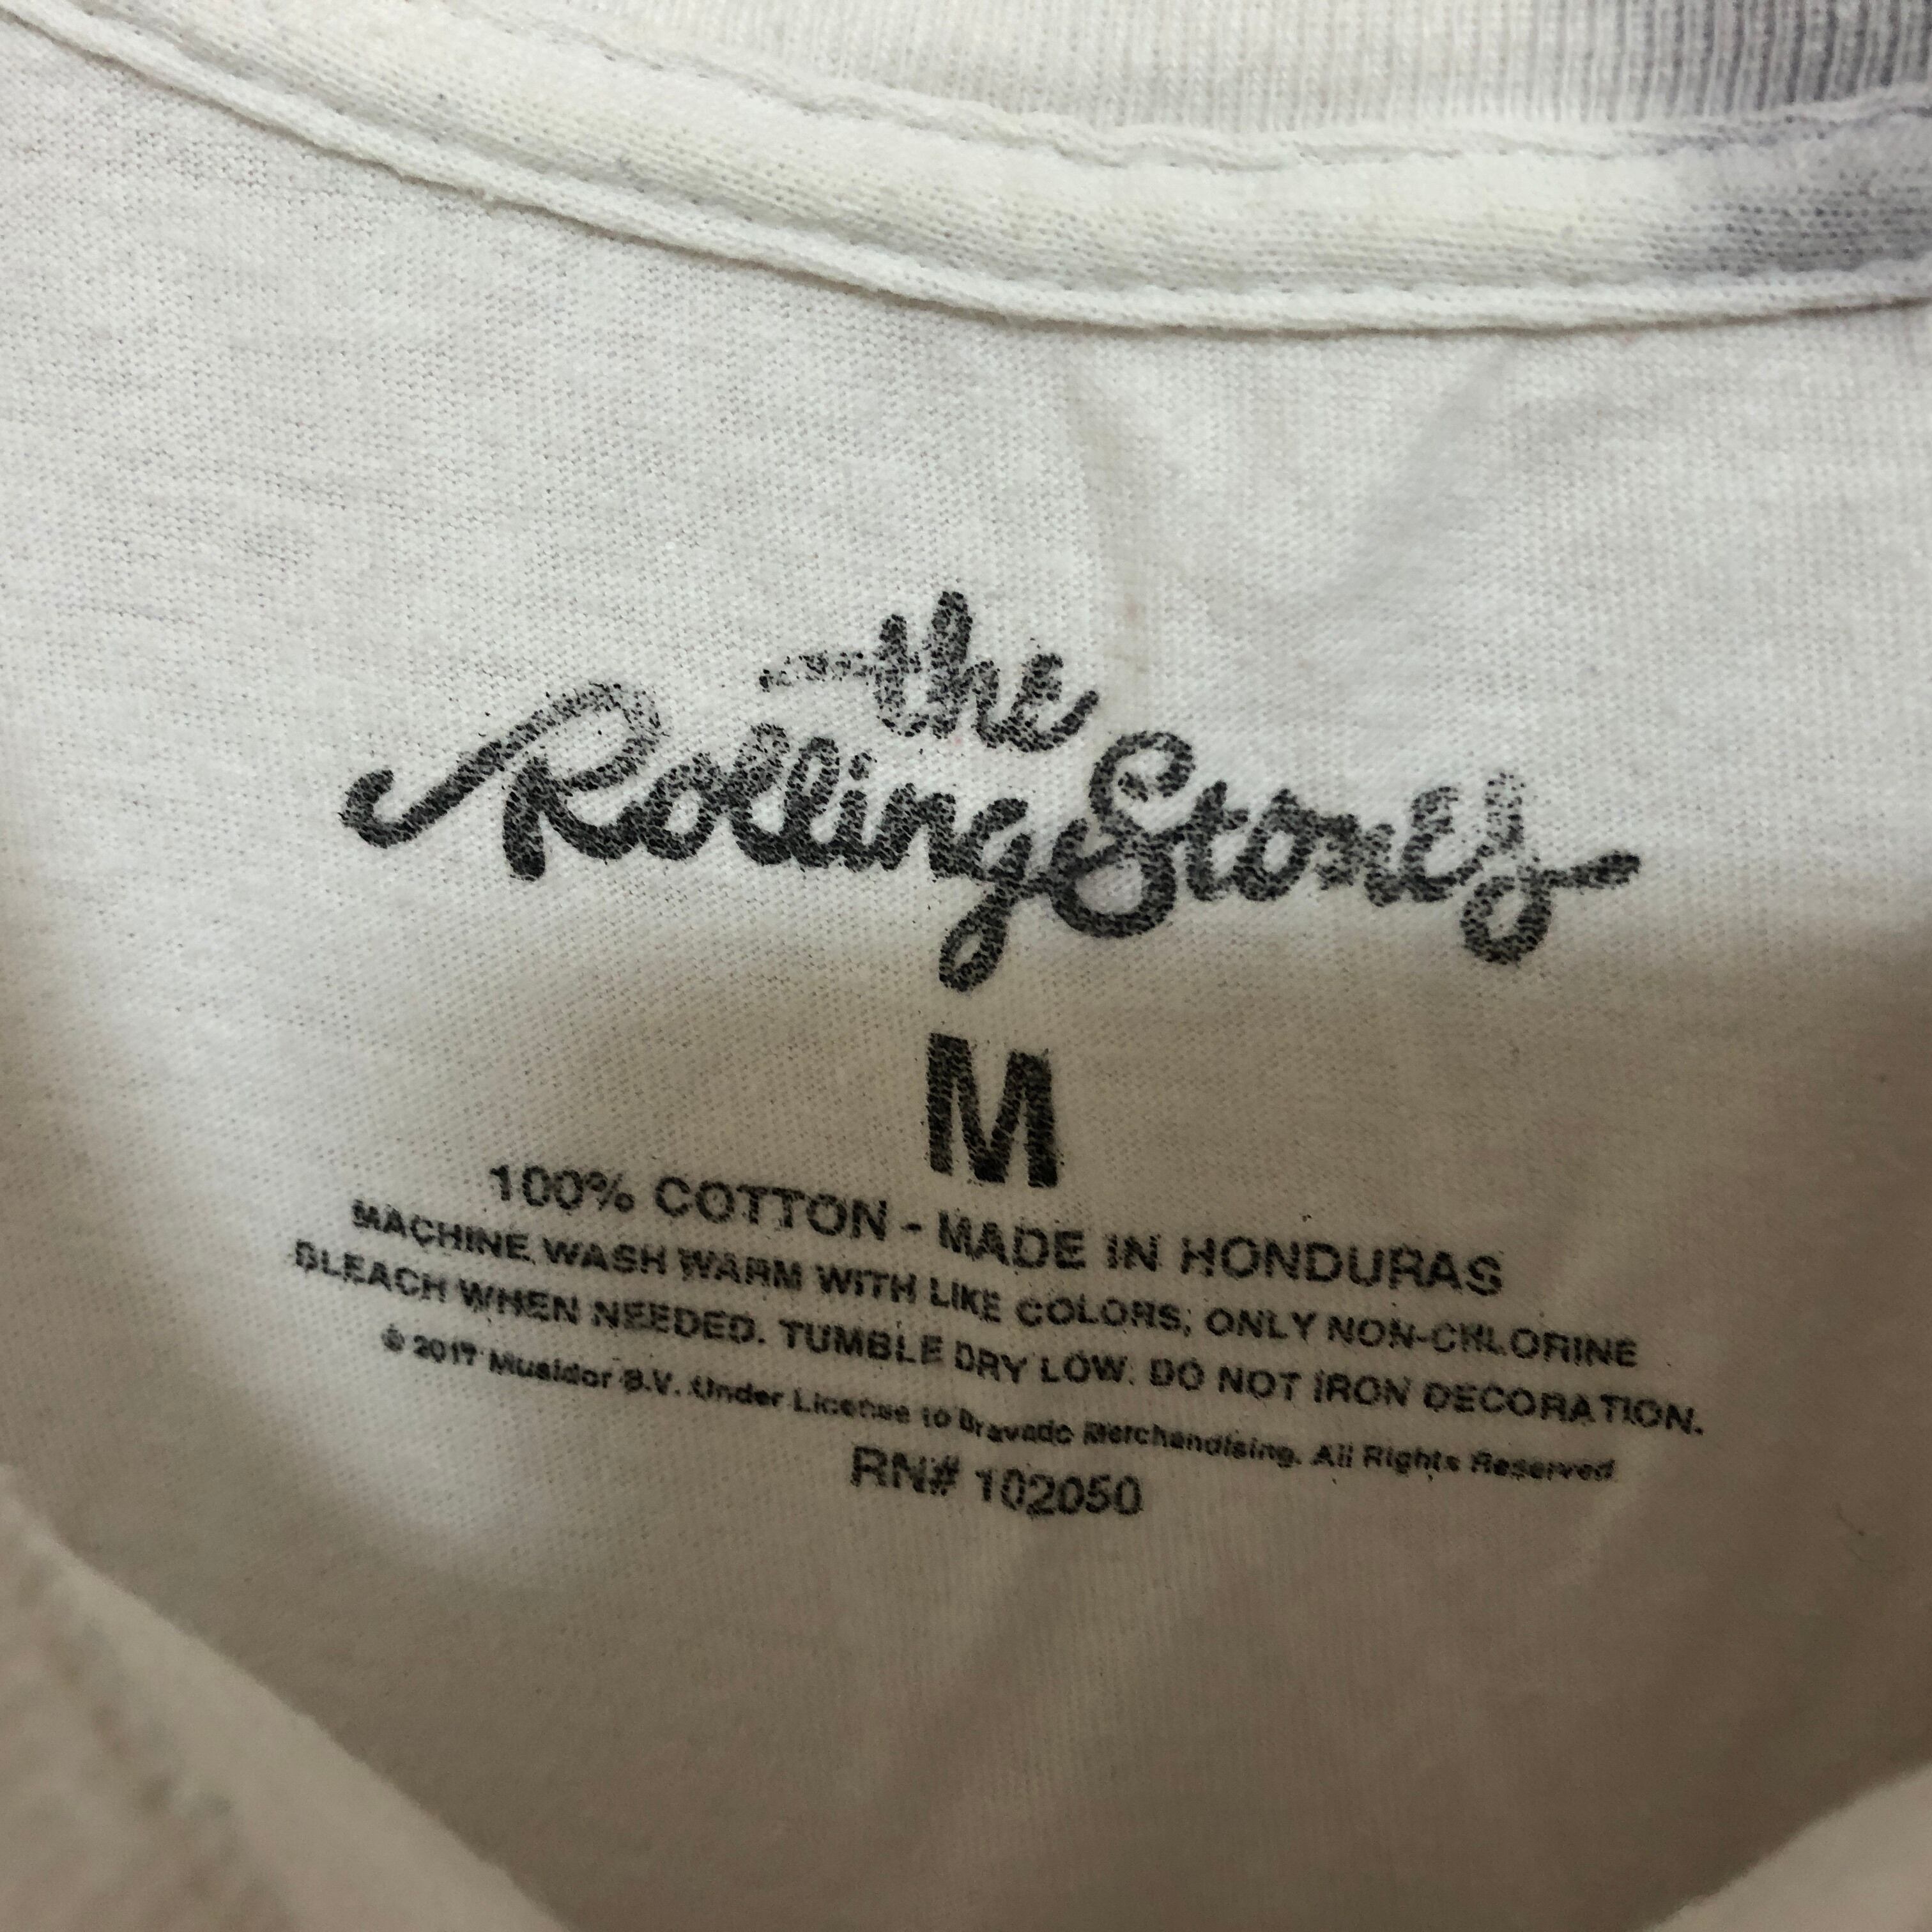 the
Rolling Stones
M
100% COTTON - MADE IN HONDURAS
MACHINE WASH WARM WITH LIKE COLORS; ONLY NON-CHLORINE
BLEACH WHEN NEEDED. TUMBLE DRY LOW. DO NOT IRON DECORATION.
© 2017 Musidor B.V. Under License to Bravado Merchandising. All Rights Reserved
RN# 102050